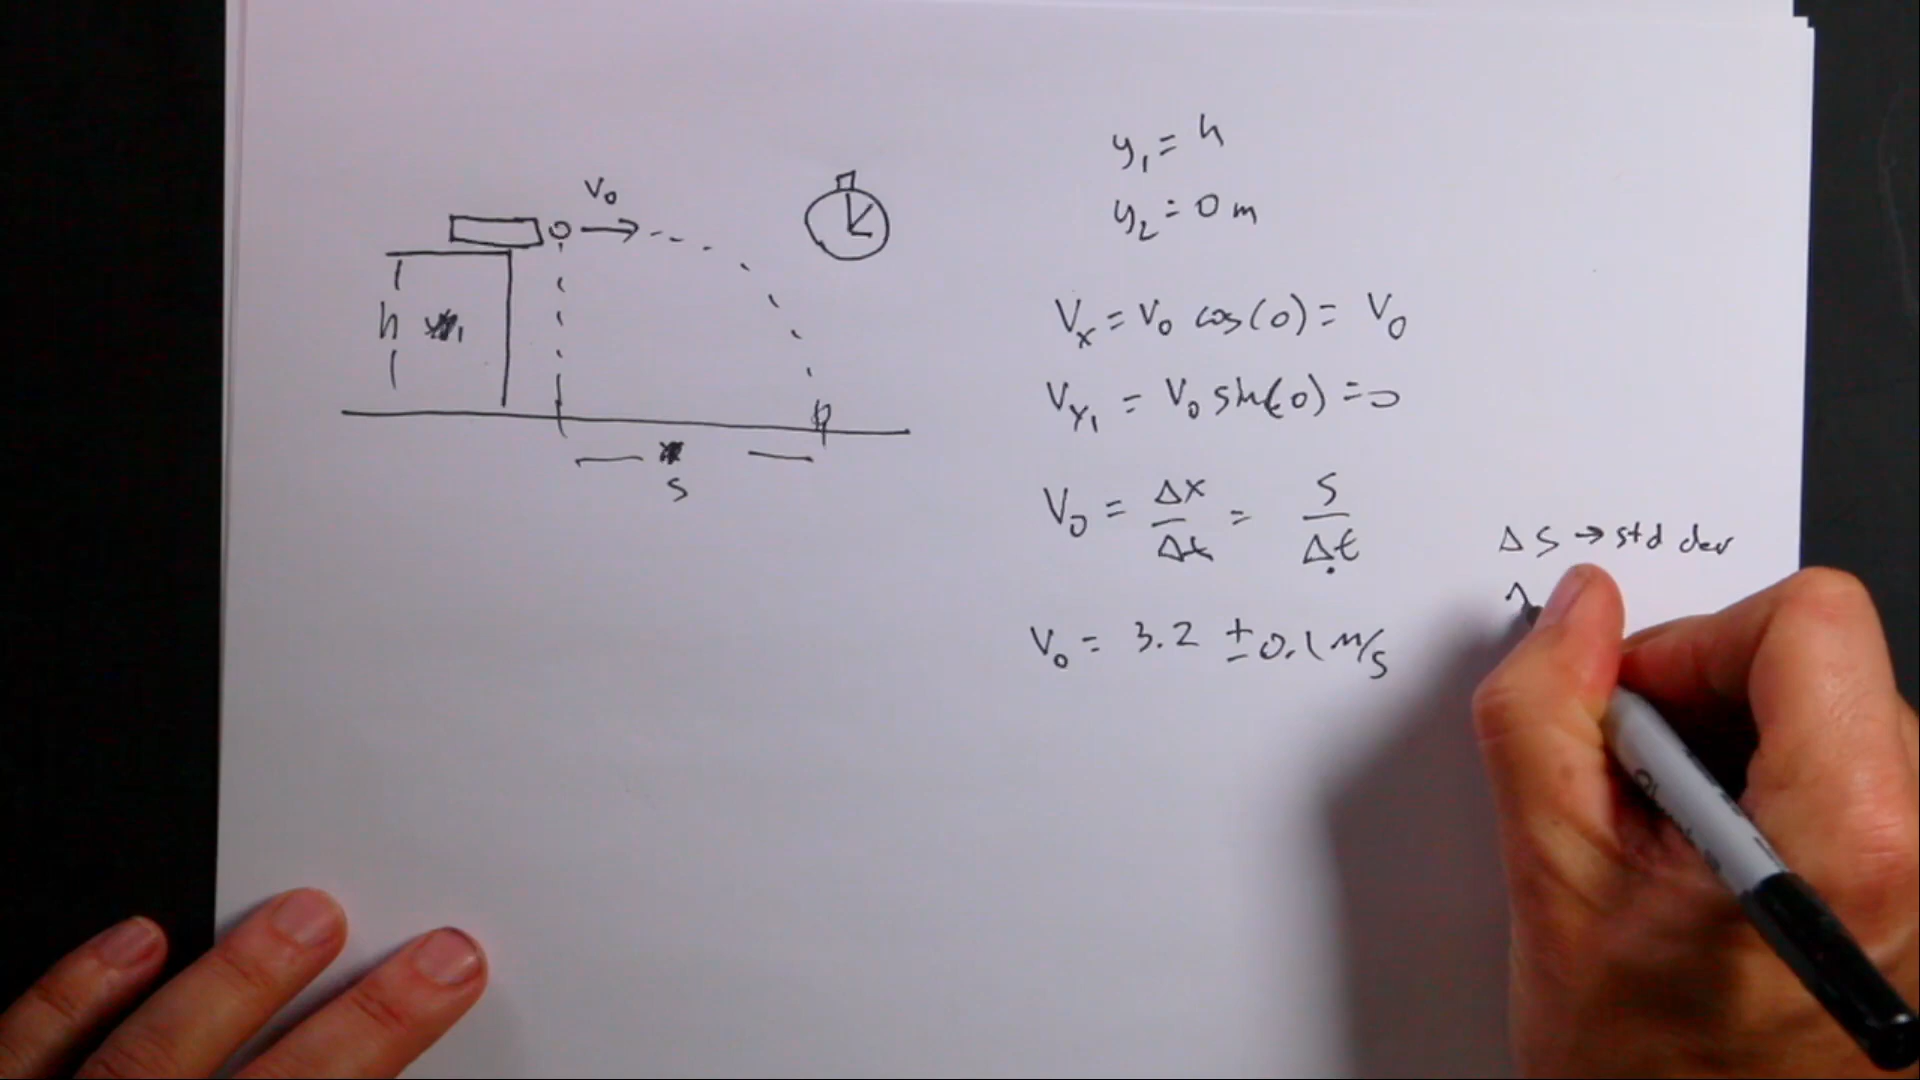 V₀
h
S
y₁ = h
y₂ = 0 m
Vₓ = V₀ cos(0) = V₀
V_y₁ = V₀ sin(0) = 0
V₀ = Δx/Δt = S/Δt
ΔS → std dev
V₀ = 3.2 ± 0.1 m/s